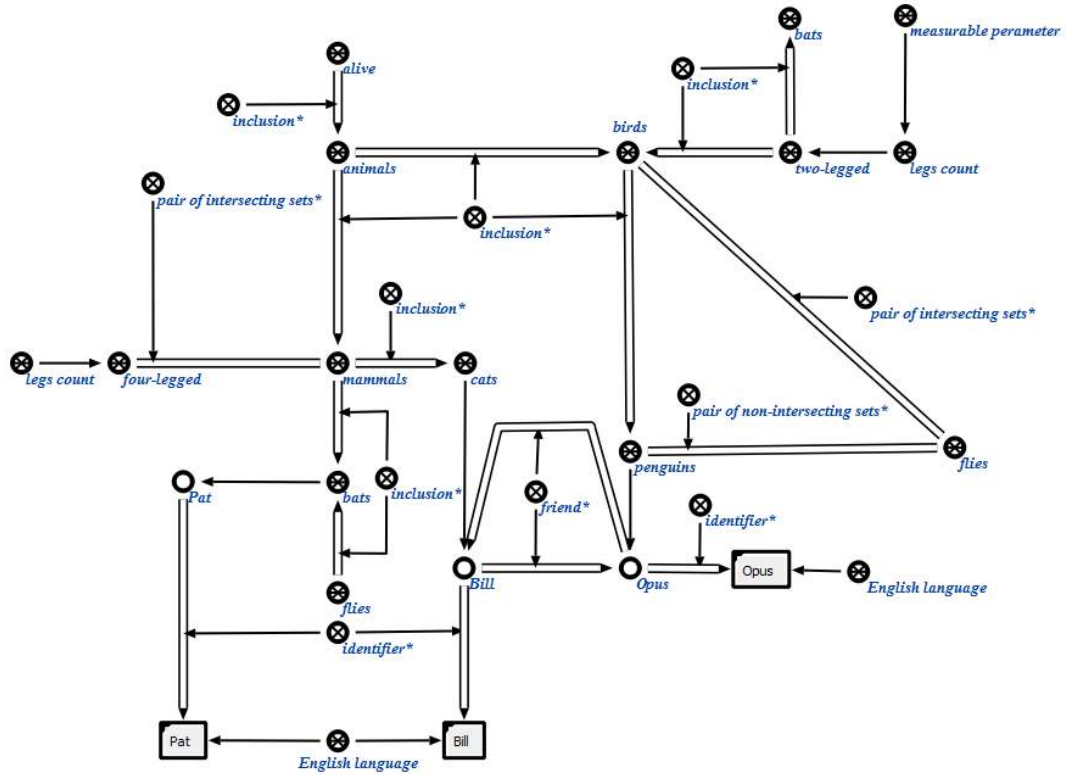 bats
measurable perameter
alive
inclusion*
inclusion*
birds
animals
two-legged
legs count
pair of intersecting sets*
inclusion*
inclusion*
pair of intersecting sets*
legs count
four-legged
mammals
cats
pair of non-intersecting sets*
penguins
flies
Pat
bats
inclusion*
friend*
identifier*
Bill
Opus
Opus
English language
flies
identifier*
Pat
Bill
English language